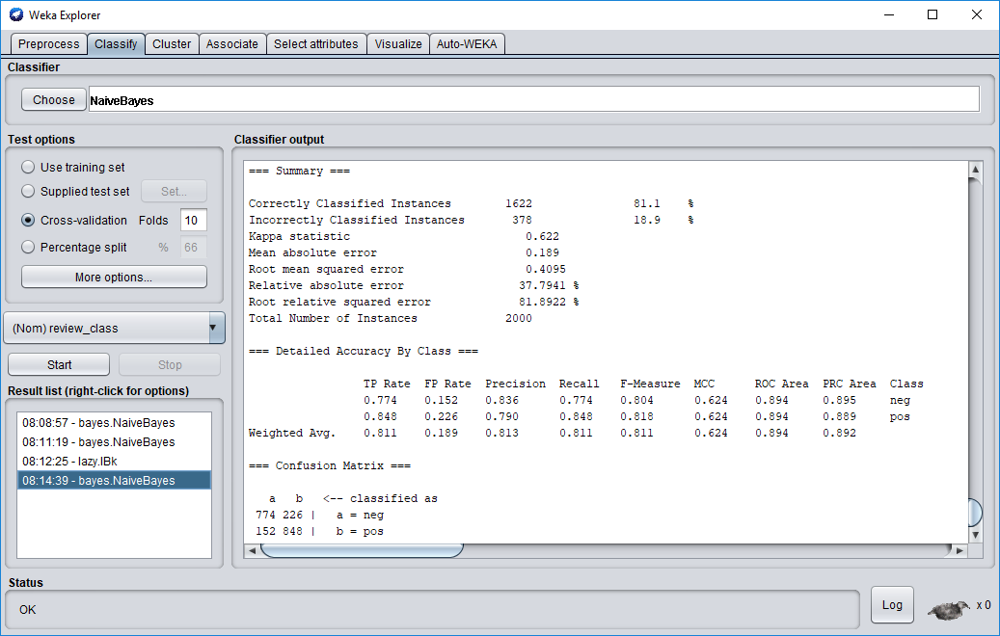 Weka Explorer
Preprocess Classify Cluster Associate Select attributes Visualize Auto-WEKA
Classifier
Choose NaiveBayes
Test options
Use training set
Supplied test set Set...
Cross-validation Folds 10
Percentage split % 66
More options...
(Nom) review_class
Start Stop
Result list (right-click for options)
08:08:57 - bayes.NaiveBayes
08:11:19 - bayes.NaiveBayes
08:12:25 - lazy.IBk
08:14:39 - bayes.NaiveBayes
Classifier output
=== Summary ===
Correctly Classified Instances 1622 81.1 %
Incorrectly Classified Instances 378 18.9 %
Kappa statistic 0.622
Mean absolute error 0.189
Root mean squared error 0.4095
Relative absolute error 37.7941 %
Root relative squared error 81.8922 %
Total Number of Instances 2000
=== Detailed Accuracy By Class ===
TP Rate FP Rate Precision Recall F-Measure MCC ROC Area PRC Area Class
0.774 0.152 0.836 0.774 0.804 0.624 0.894 0.895 neg
0.848 0.226 0.790 0.848 0.818 0.624 0.894 0.889 pos
Weighted Avg. 0.811 0.189 0.813 0.811 0.811 0.624 0.894 0.892
=== Confusion Matrix ===
a b <-- classified as
774 226 | a = neg
152 848 | b = pos
Status
OK
Log x 0